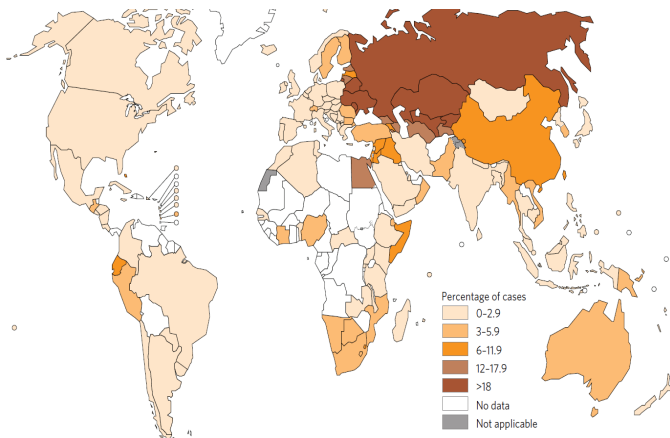 Percentage of cases
0–2.9
3–5.9
6–11.9
12–17.9
>18
No data
Not applicable